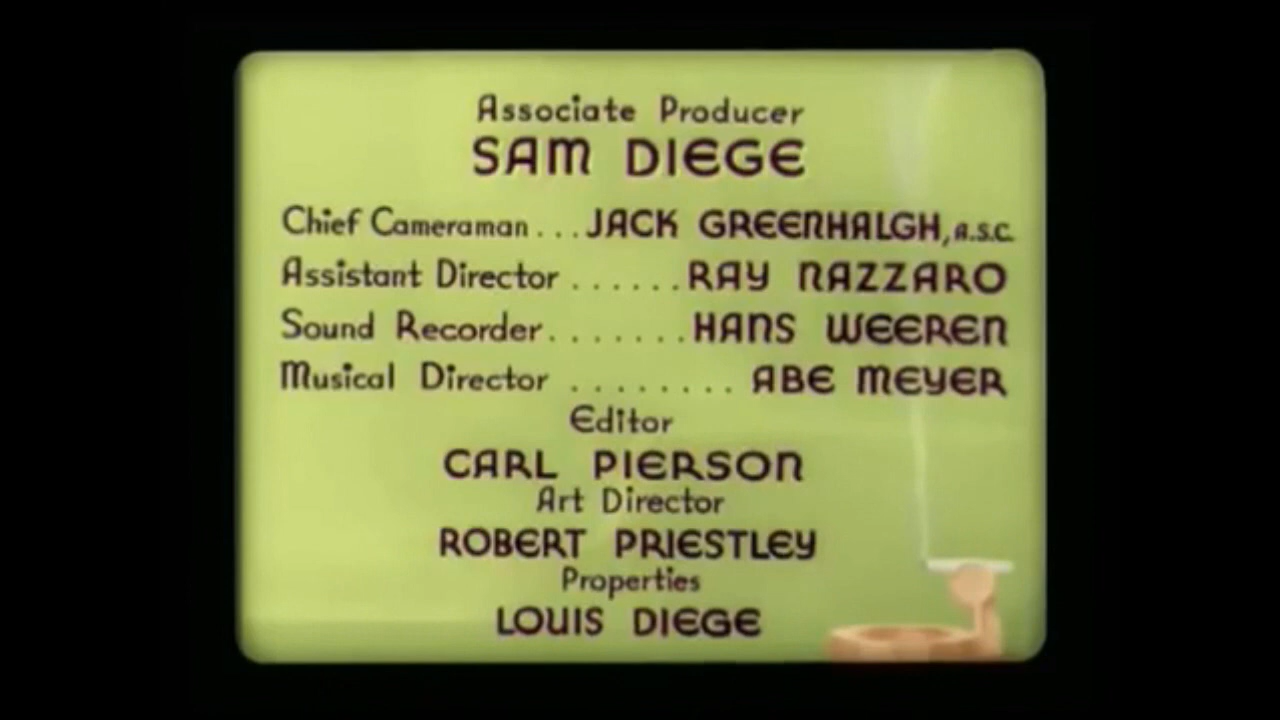 Associate Producer
SAM DIEGE
Chief Cameraman...JACK GREENHALGH, A.S.C.
Assistant Director ......RAY NAZZARO
Sound Recorder.......HANS WEEREN
Musical Director ........ ABE MEYER
Editor
CARL PIERSON
Art Director
ROBERT PRIESTLEY
Properties
LOUIS DIEGE